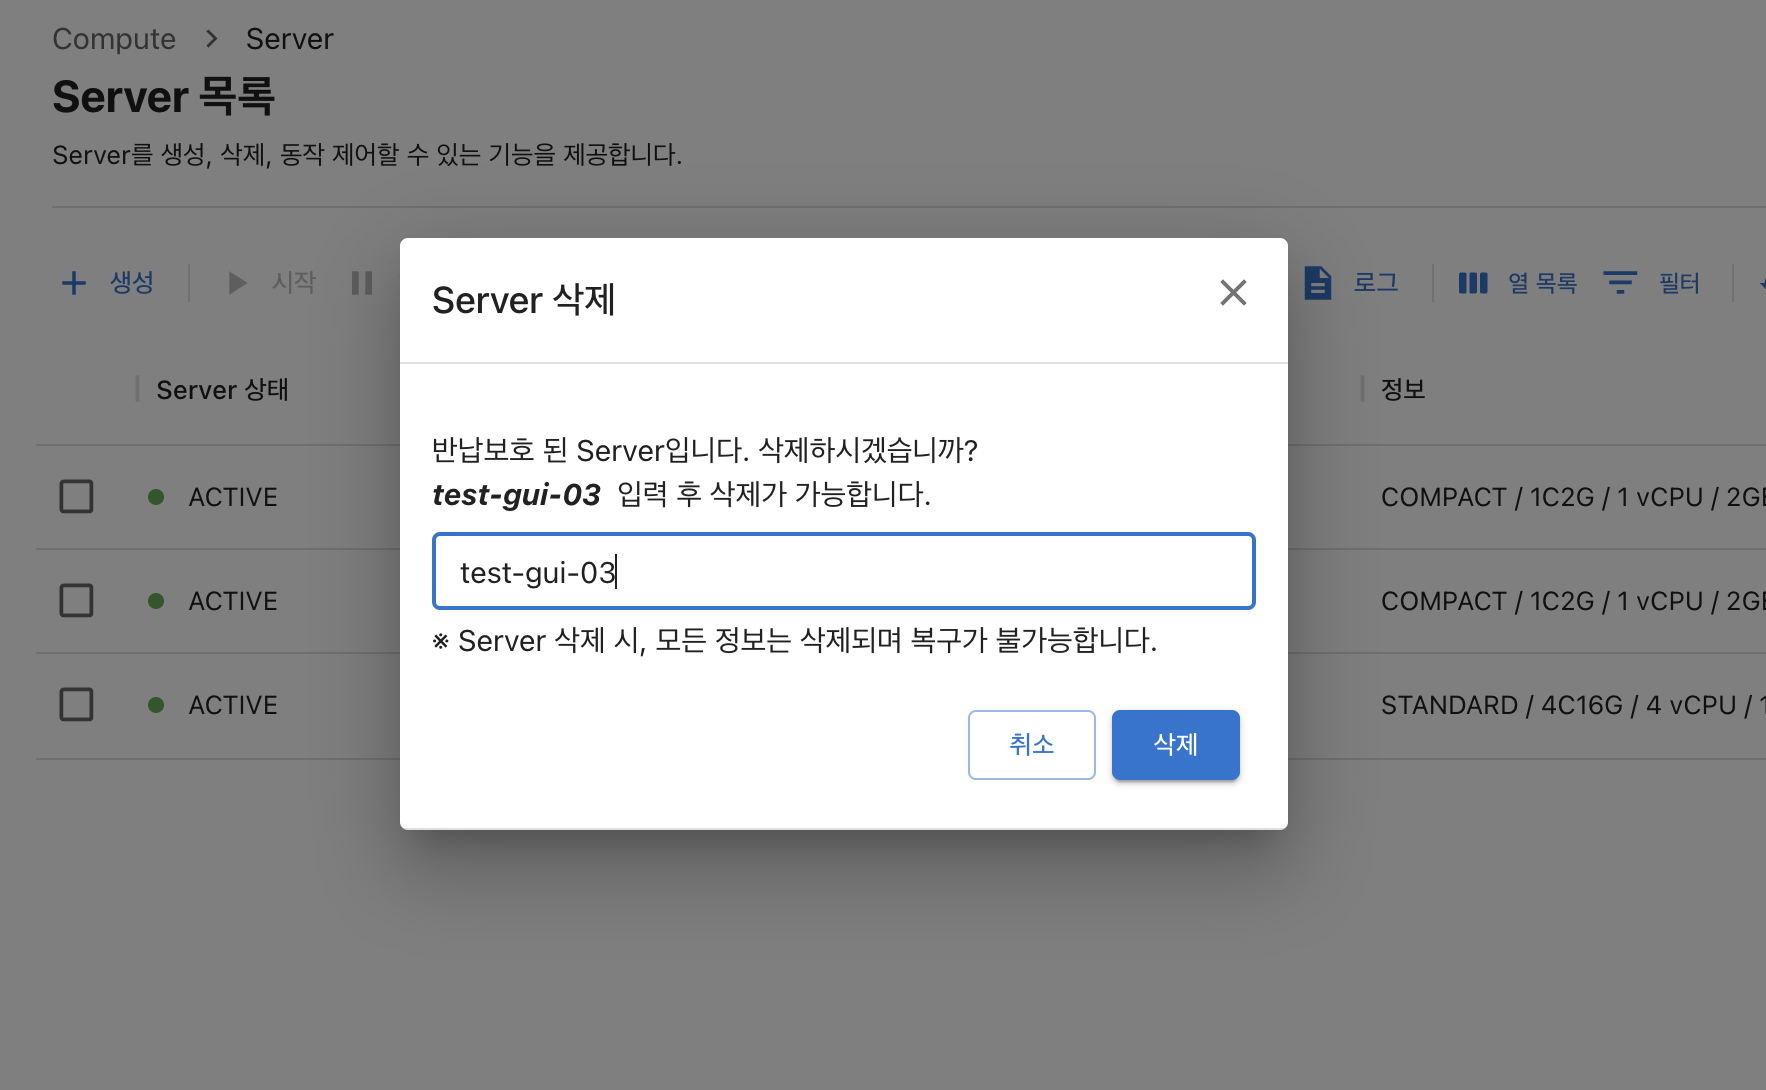 Compute > Server
Server 목록
Server를 생성, 삭제, 동작 제어할 수 있는 기능을 제공합니다.
생성 시작 로그 열 목록 필터
Server 삭제
Server 상태 정보
반납보호 된 Server입니다. 삭제하시겠습니까?
test-gui-03 입력 후 삭제가 가능합니다.
test-gui-03
※ Server 삭제 시, 모든 정보는 삭제되며 복구가 불가능합니다.
취소 삭제
ACTIVE COMPACT / 1C2G / 1 vCPU /
ACTIVE COMPACT / 1C2G / 1 vCPU /
ACTIVE STANDARD / 4C16G / 4 vCPU /